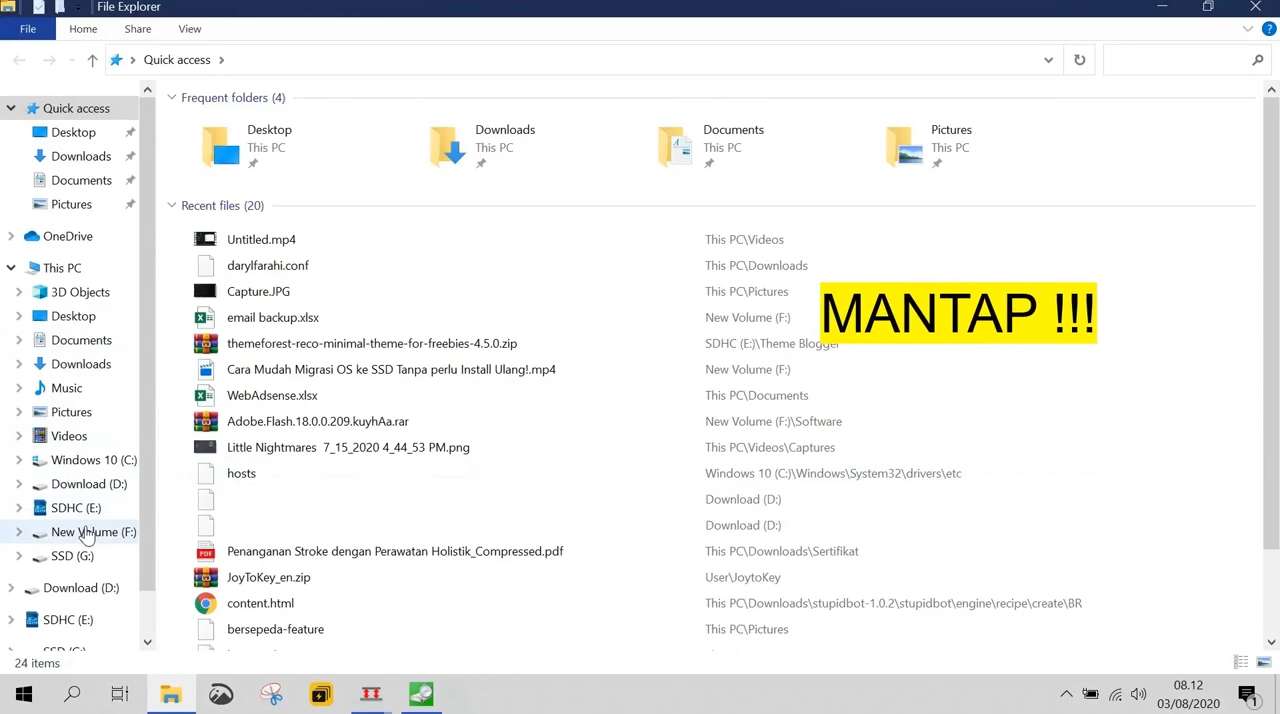 File Explorer
File Home Share View
Quick access
Quick access
Desktop
Downloads
Documents
Pictures
OneDrive
This PC
3D Objects
Desktop
Documents
Downloads
Music
Pictures
Videos
Windows 10 (C:)
Download (D:)
SDHC (E:)
New Volume (F:)
SSD (G:)
Download (D:)
SDHC (E:)
SSD (G:)
Frequent folders (4)
Desktop
This PC
Downloads
This PC
Documents
This PC
Pictures
This PC
Recent files (20)
Untitled.mp4 This PC\Videos
darylfarahi.conf This PC\Downloads
Capture.JPG This PC\Pictures
email backup.xlsx New Volume (F:)
MANTAP !!!
themeforest-reco-minimal-theme-for-freebies-4.5.0.zip SDHC (E:)\Theme Blogger
Cara Mudah Migrasi OS ke SSD Tanpa perlu Install Ulang!.mp4 New Volume (F:)
WebAdsense.xlsx This PC\Documents
Adobe.Flash.18.0.0.209.kuyhAa.rar New Volume (F:)\Software
Little Nightmares 7_15_2020 4_44_53 PM.png This PC\Videos\Captures
hosts Windows 10 (C:)\Windows\System32\drivers\etc
Download (D:)
Download (D:)
Penanganan Stroke dengan Perawatan Holistik_Compressed.pdf This PC\Downloads\Sertifikat
JoyToKey_en.zip User\JoytoKey
content.html This PC\Downloads\stupidbot-1.0.2\stupidbot\engine\recipe\create\BR
bersepeda-feature This PC\Pictures
24 items
08.12
03/08/2020
1